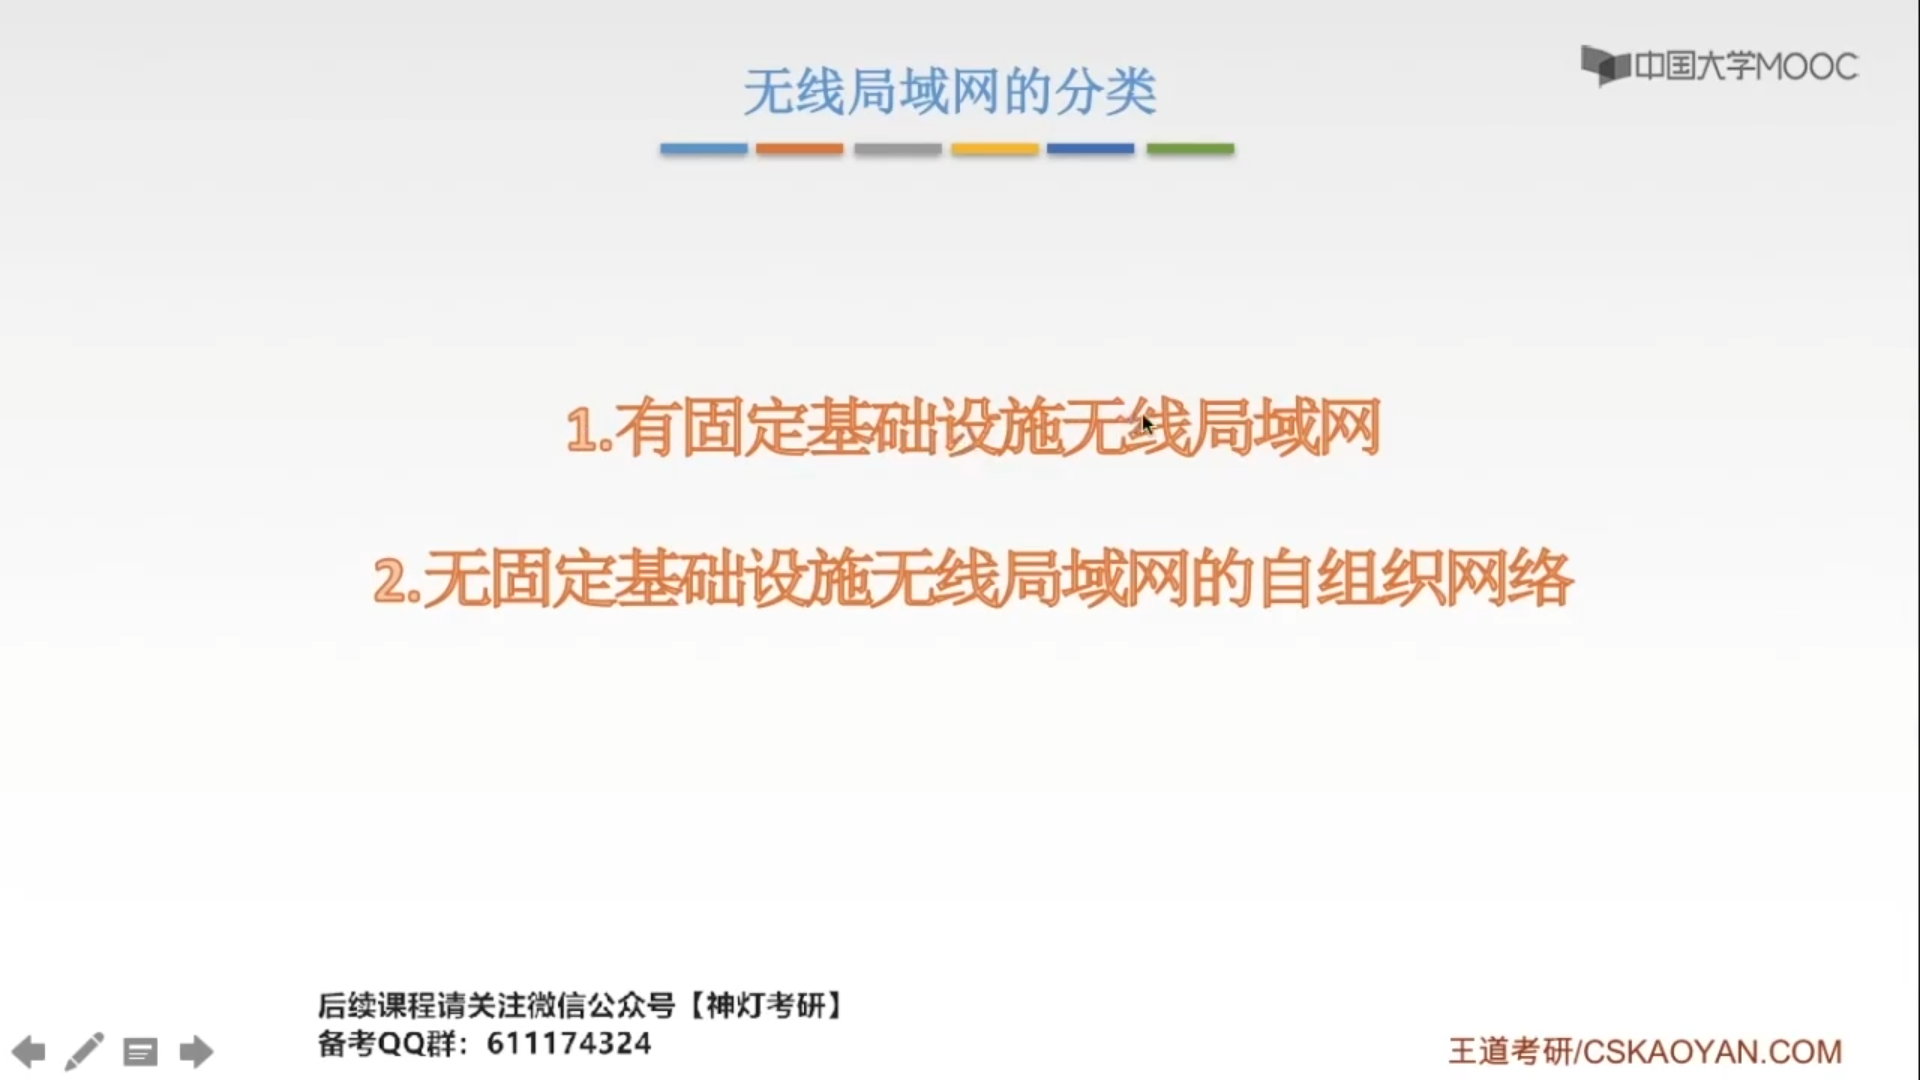 无线局域网的分类
中国大学MOOC
1.有固定基础设施无线局域网
2.无固定基础设施无线局域网的自组织网络
后续课程请关注微信公众号【神灯考研】
备考QQ群：611174324
王道考研/CSKAOYAN.COM